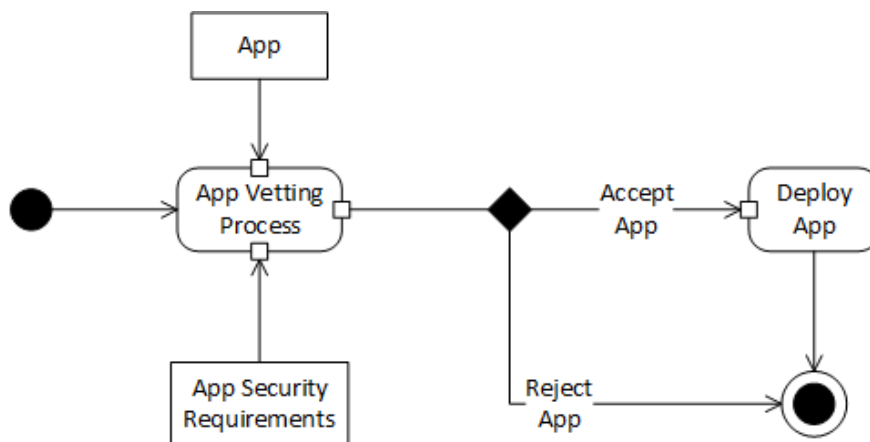 App
App Vetting
Process
Accept
App
Deploy
App
App Security
Requirements
Reject
App